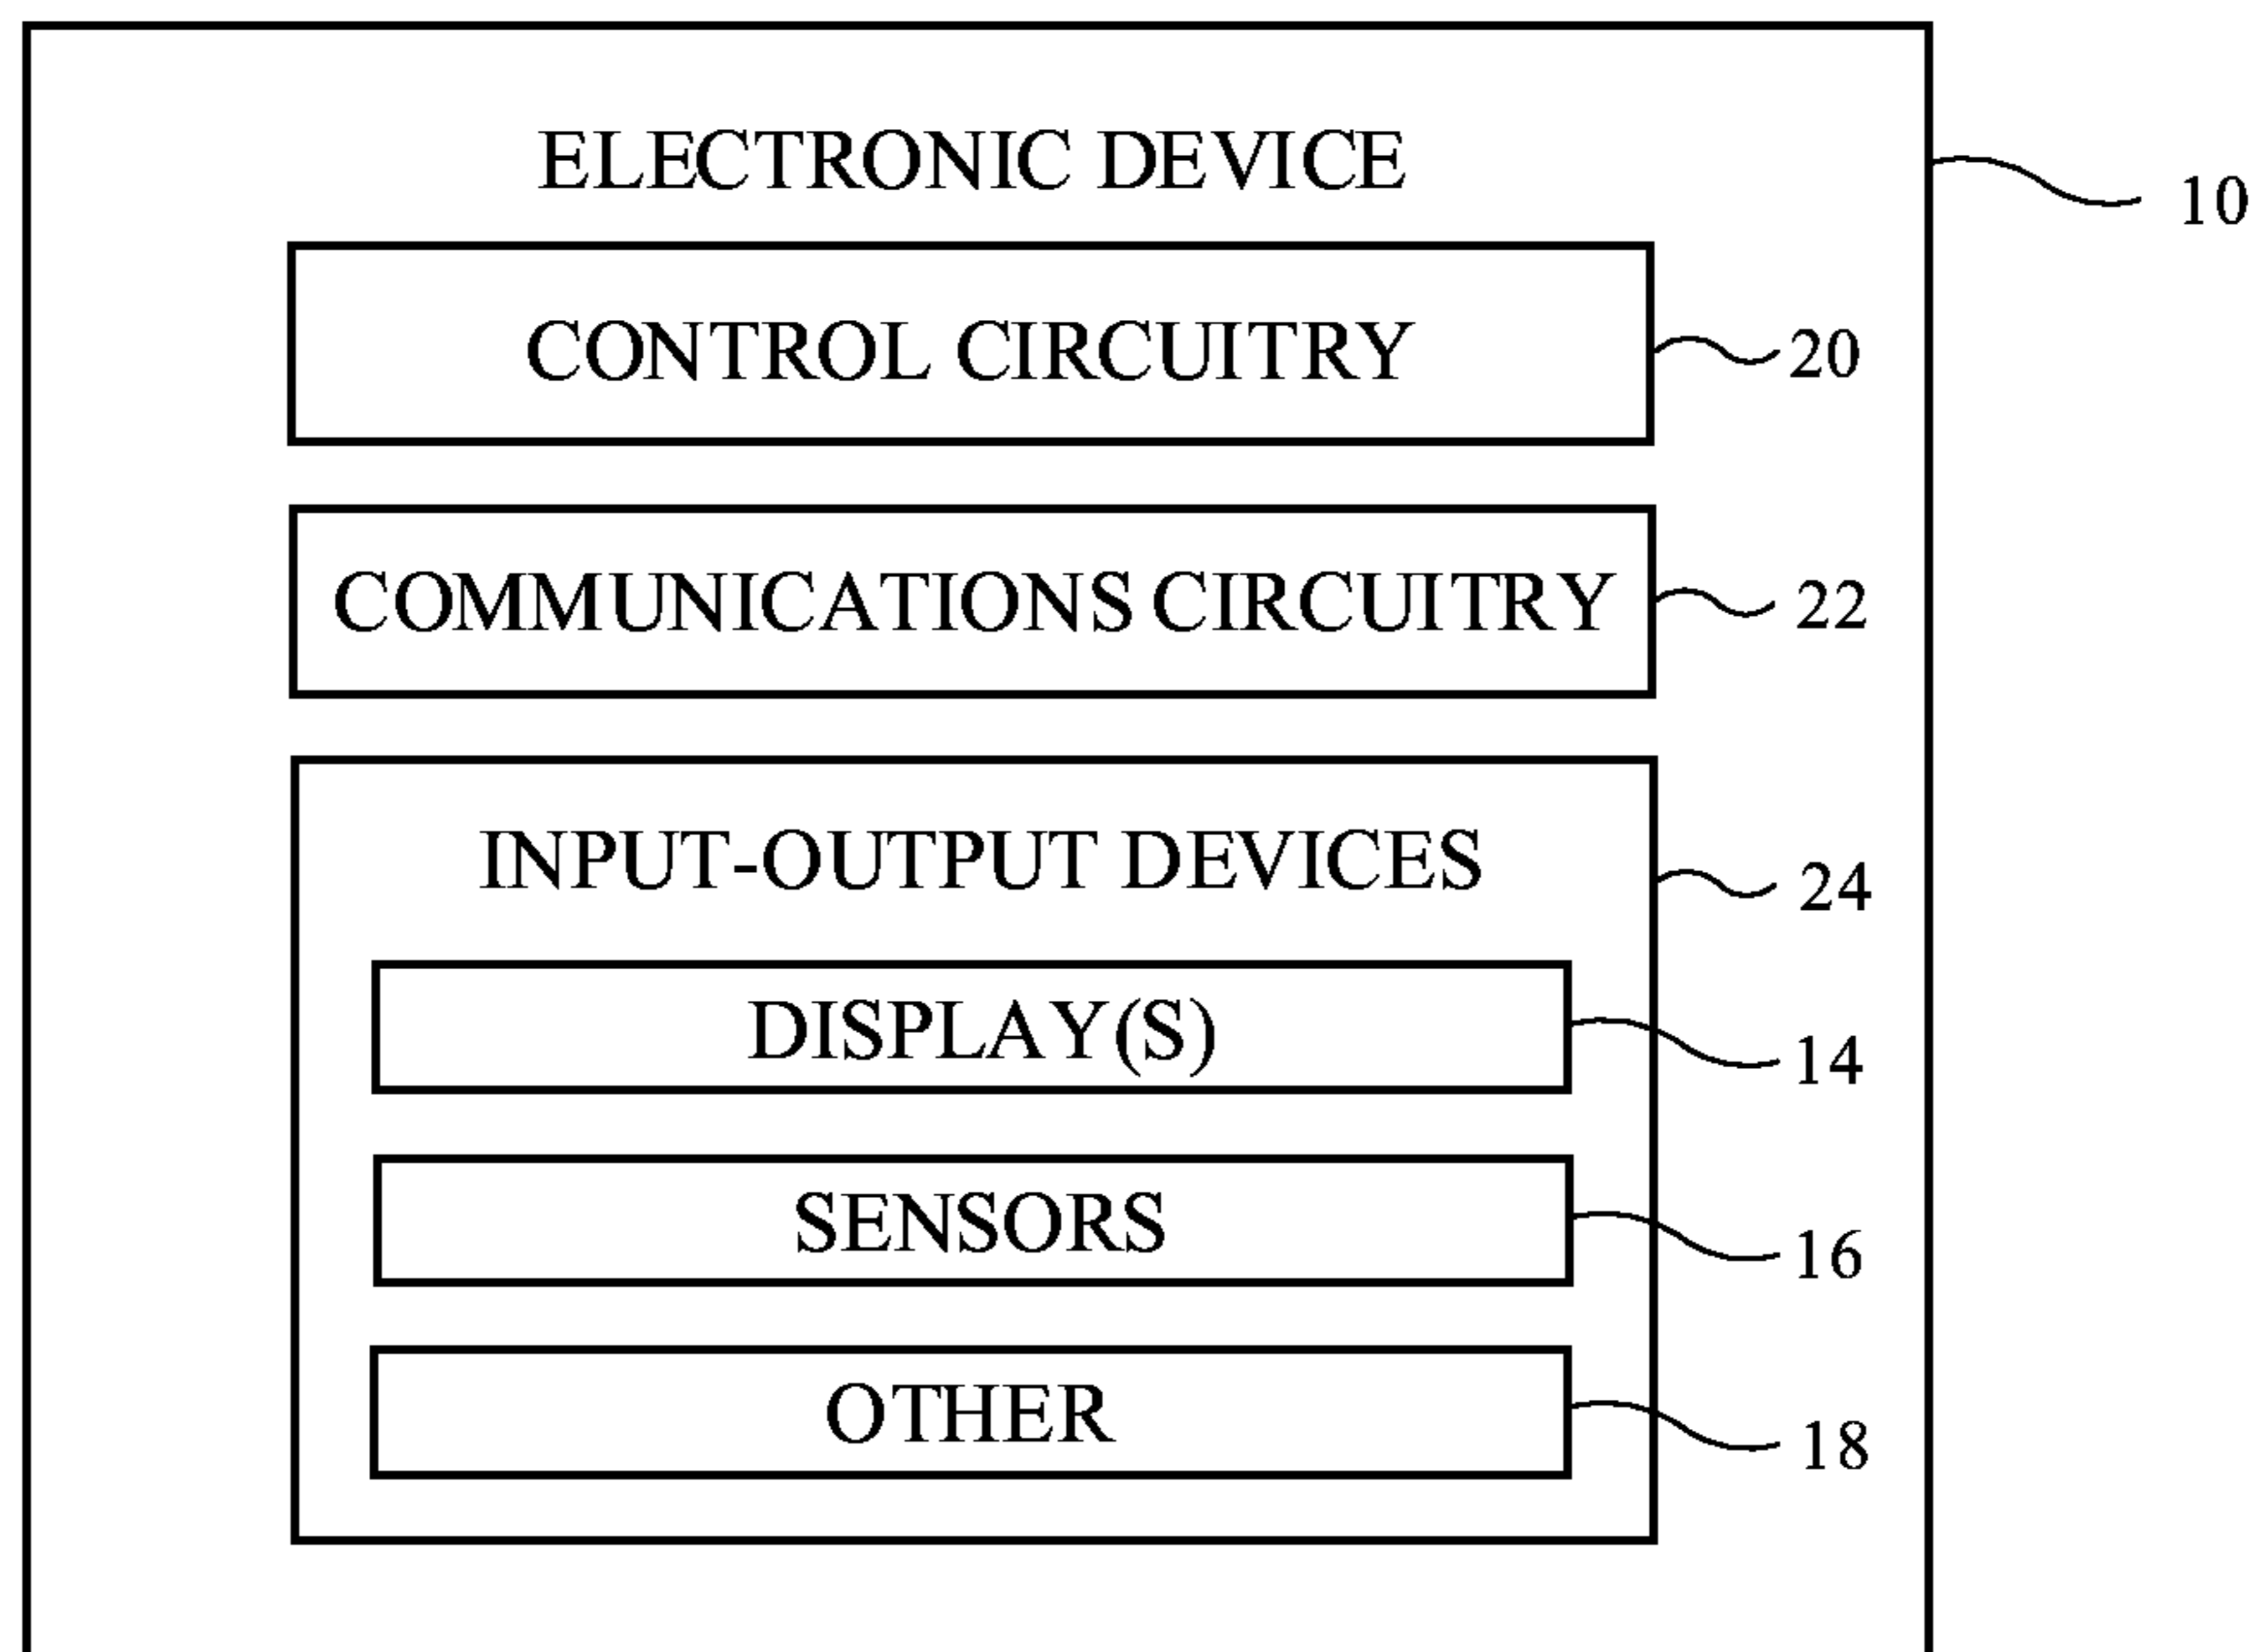 ELECTRONIC DEVICE
10
CONTROL CIRCUITRY
20
COMMUNICATIONS CIRCUITRY
22
INPUT-OUTPUT DEVICES
24
DISPLAY(S)
14
SENSORS
16
OTHER
18